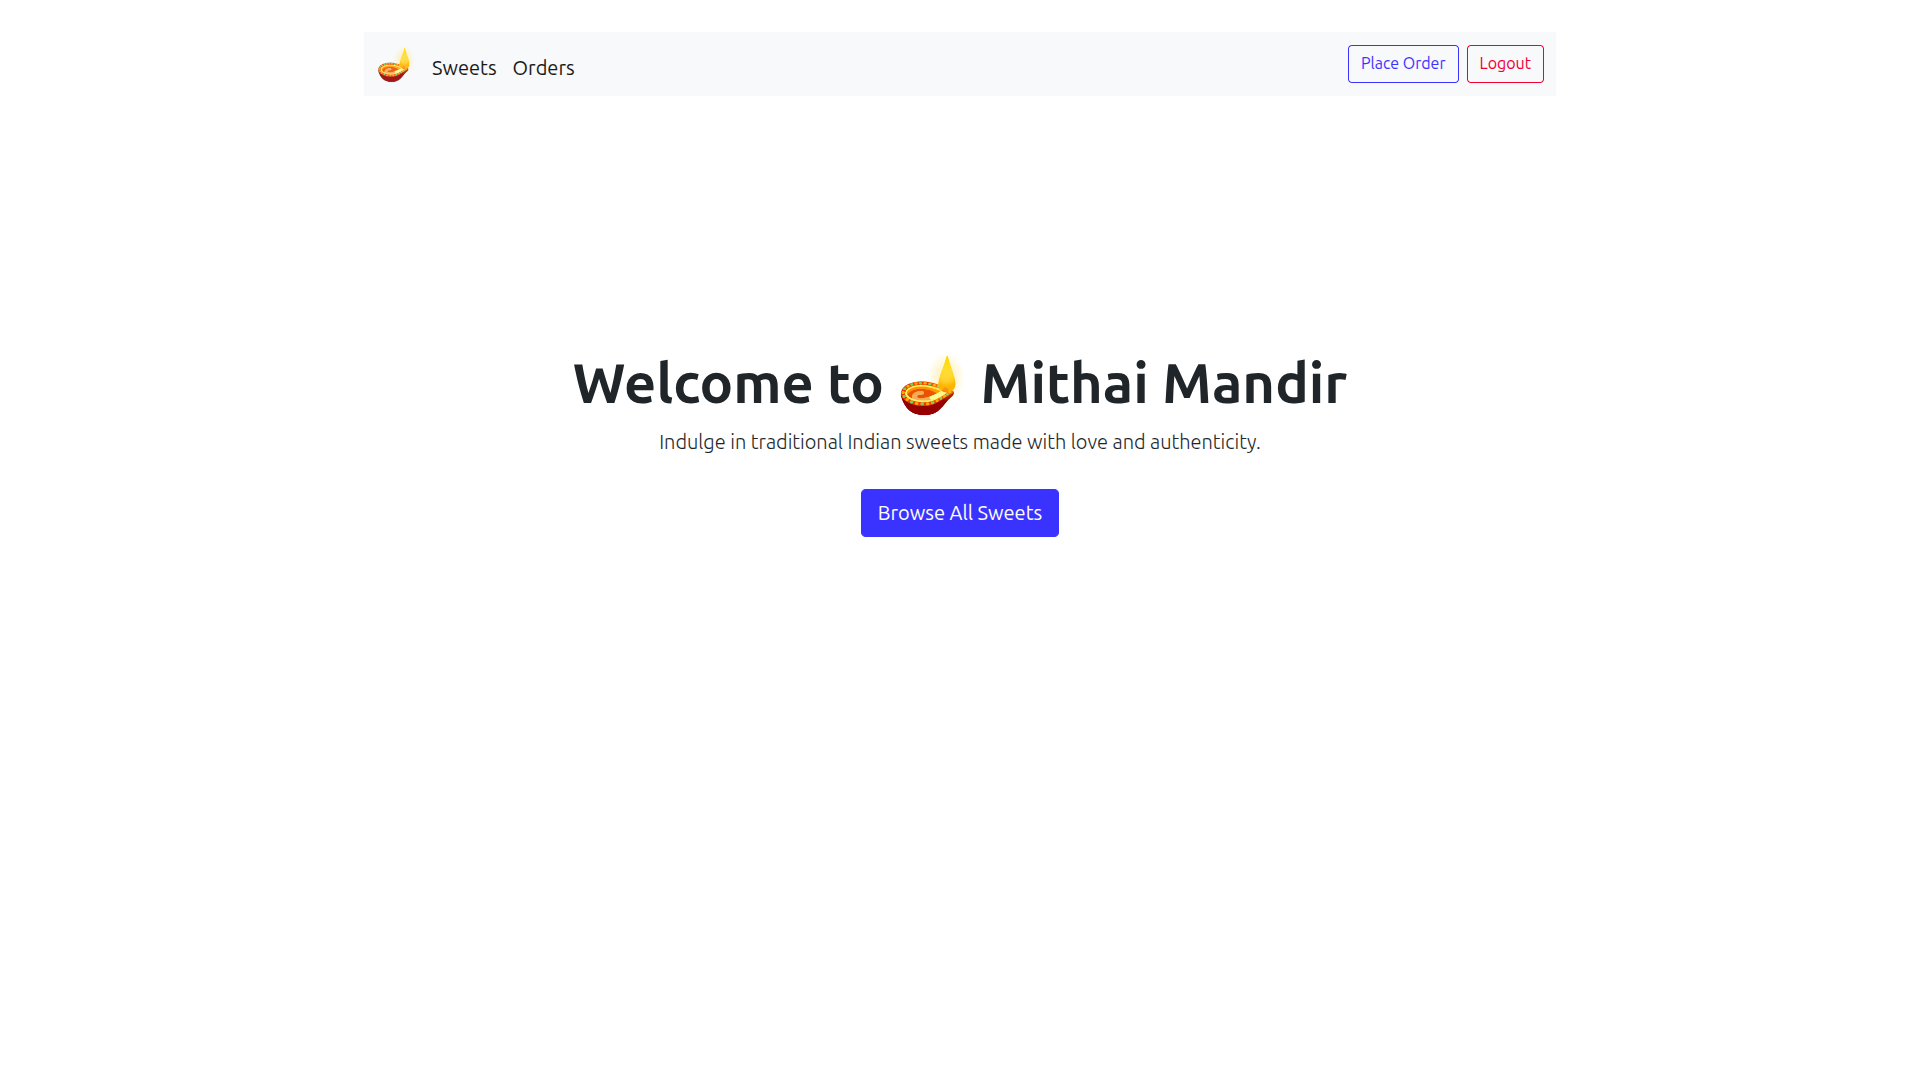 Sweets Orders Place Order Logout
Welcome to 🪔 Mithai Mandir
Indulge in traditional Indian sweets made with love and authenticity.
Browse All Sweets